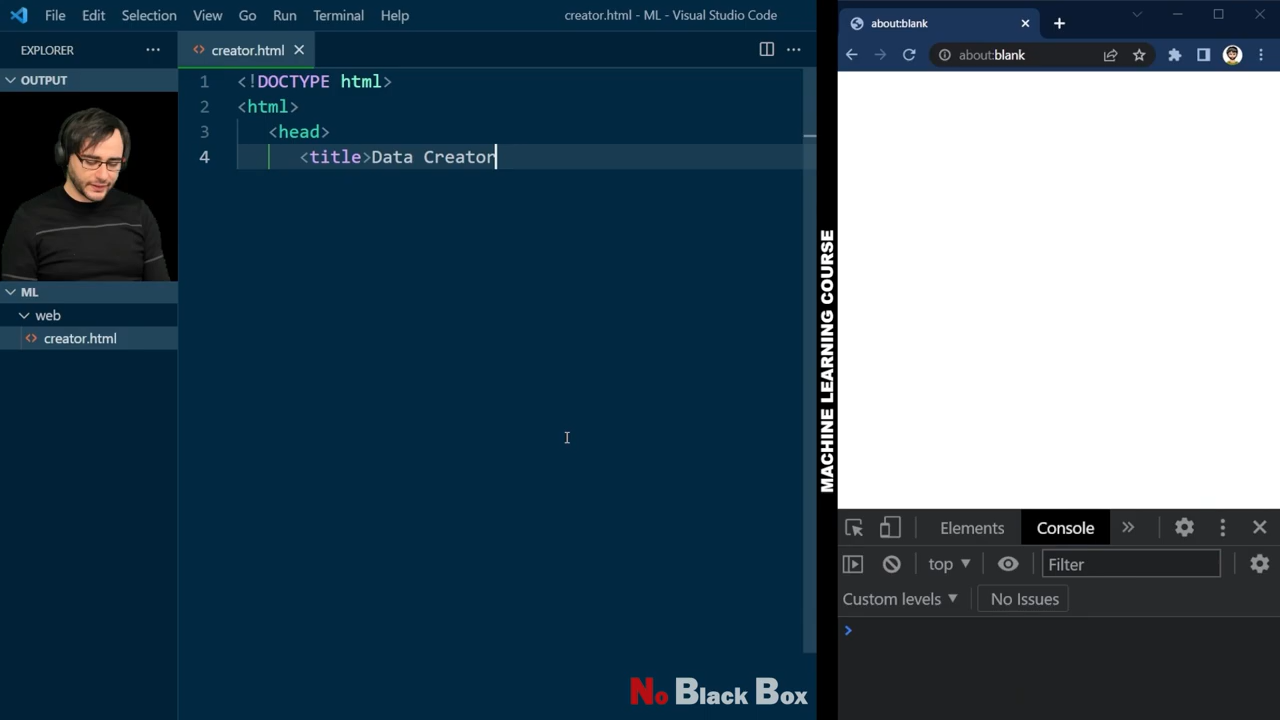 File Edit Selection View Go Run Terminal Help creator.html - ML - Visual Studio Code
EXPLORER
creator.html
OUTPUT
1 <!DOCTYPE html>
2 <html>
3 <head>
4 <title>Data Creator
ML
web
creator.html
about:blank
about:blank
MACHINE LEARNING COURSE
Elements Console
top Filter
Custom levels No Issues
No Black Box